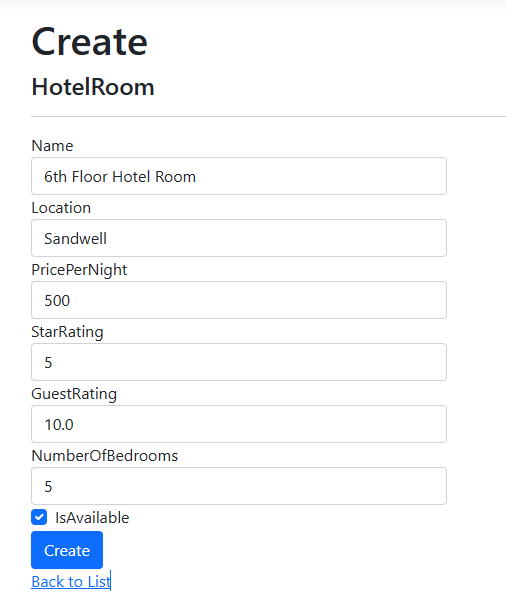 Create
HotelRoom
Name
6th Floor Hotel Room
Location
Sandwell
PricePerNight
500
StarRating
5
GuestRating
10.0
NumberOfBedrooms
5
IsAvailable
Create
Back to List